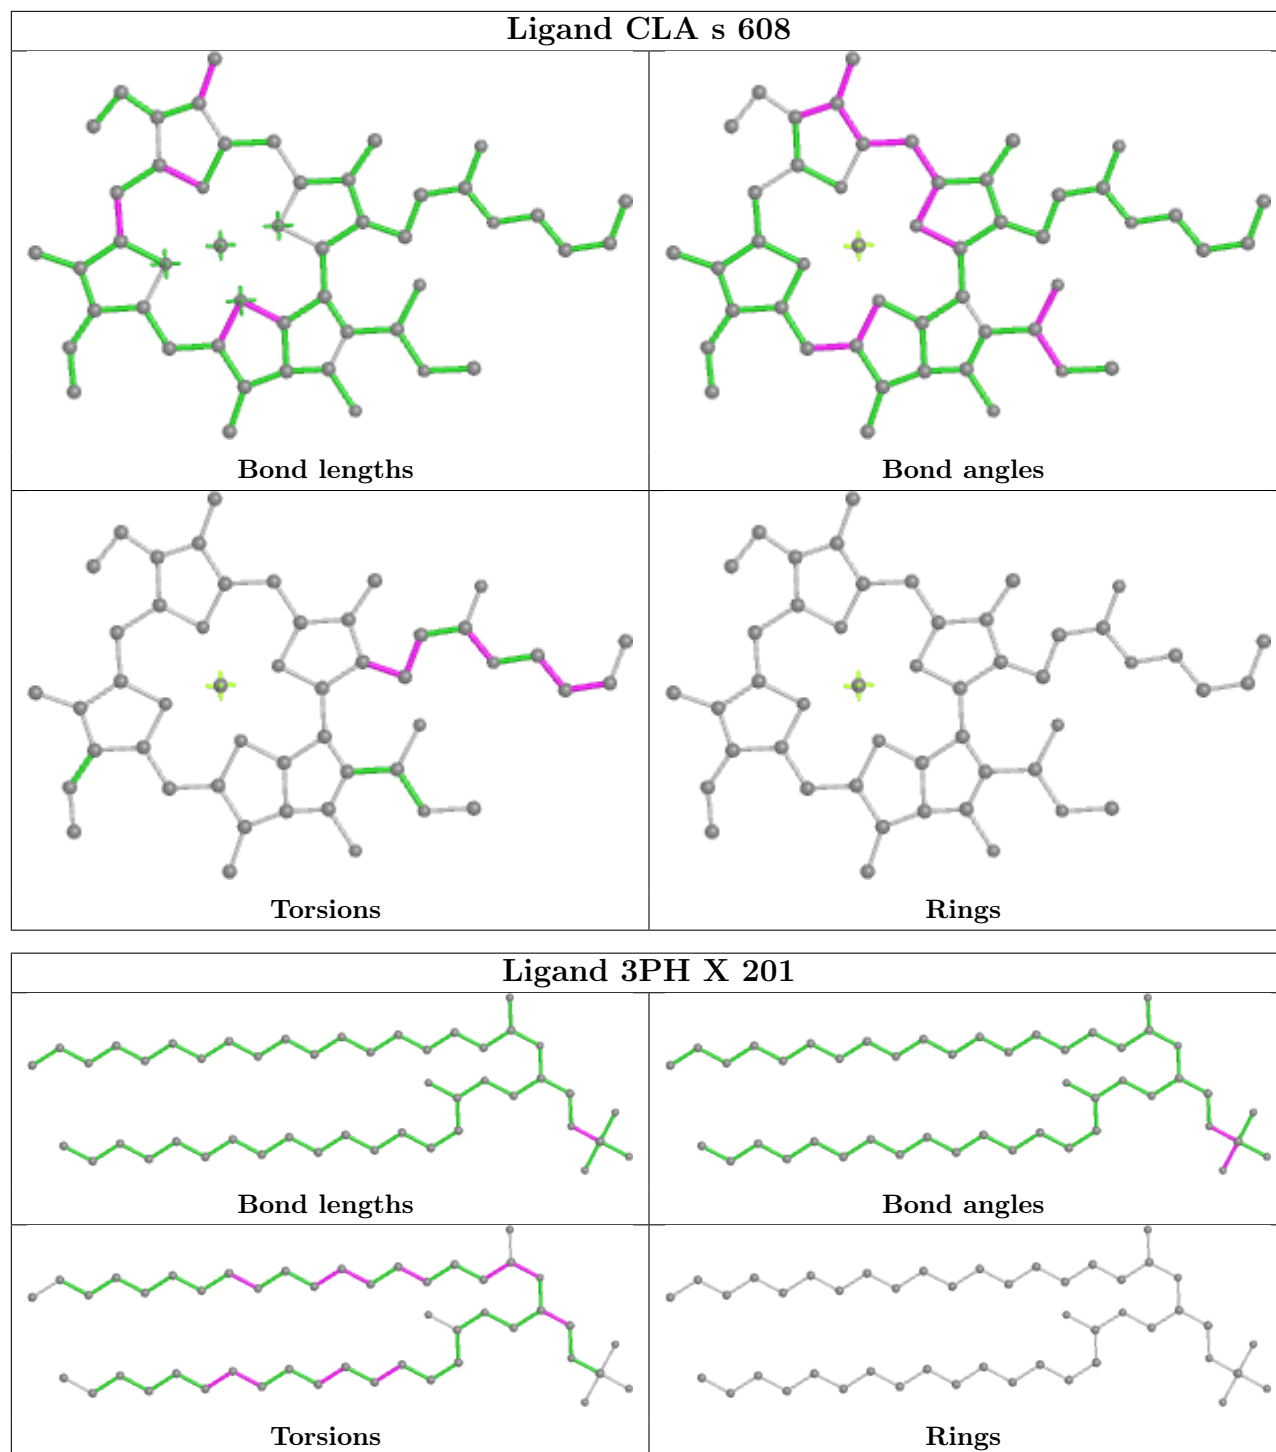 Ligand CLA s 608
Bond lengths
Bond angles
Torsions
Rings
Ligand 3PH X 201
Bond lengths
Bond angles
Torsions
Rings